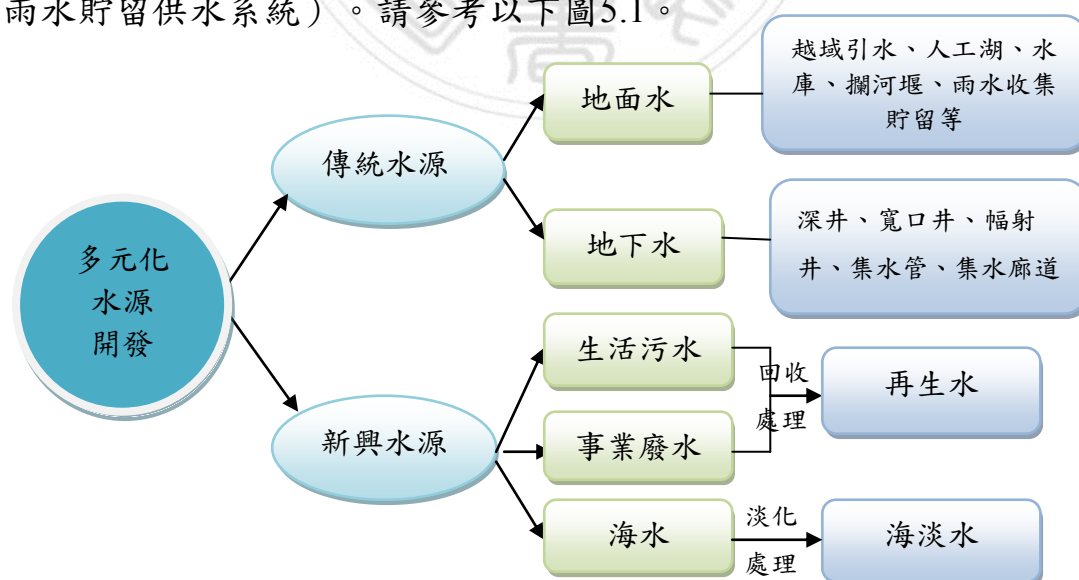 雨水貯留供水系統）。請參考以下圖5.1。
越域引水、人工湖、水
庫、攔河堰、雨水收集
貯留等
地面水
傳統水源
深井、寬口井、幅射
井、集水管、集水廊道
地下水
多元化
水源
開發
生活污水
回收
處理
再生水
事業廢水
新興水源
海水
淡化
處理
海淡水